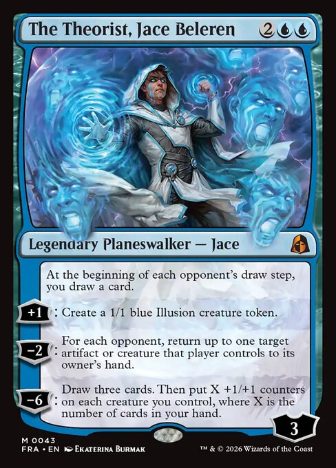 The Theorist, Jace Beleren 2
Legendary Planeswalker — Jace
At the beginning of each opponent's draw step,
you draw a card.
+1: Create a 1/1 blue Illusion creature token.
For each opponent, return up to one target
-2: artifact or creature that player controls to its
owner's hand.
Draw three cards. Then put X +1/+1 counters
-6: on each creature you control, where X is the
number of cards in your hand.
3
M 0043
FRA • EN Ekaterina Burmak ™ & © 2026 Wizards of the Coast